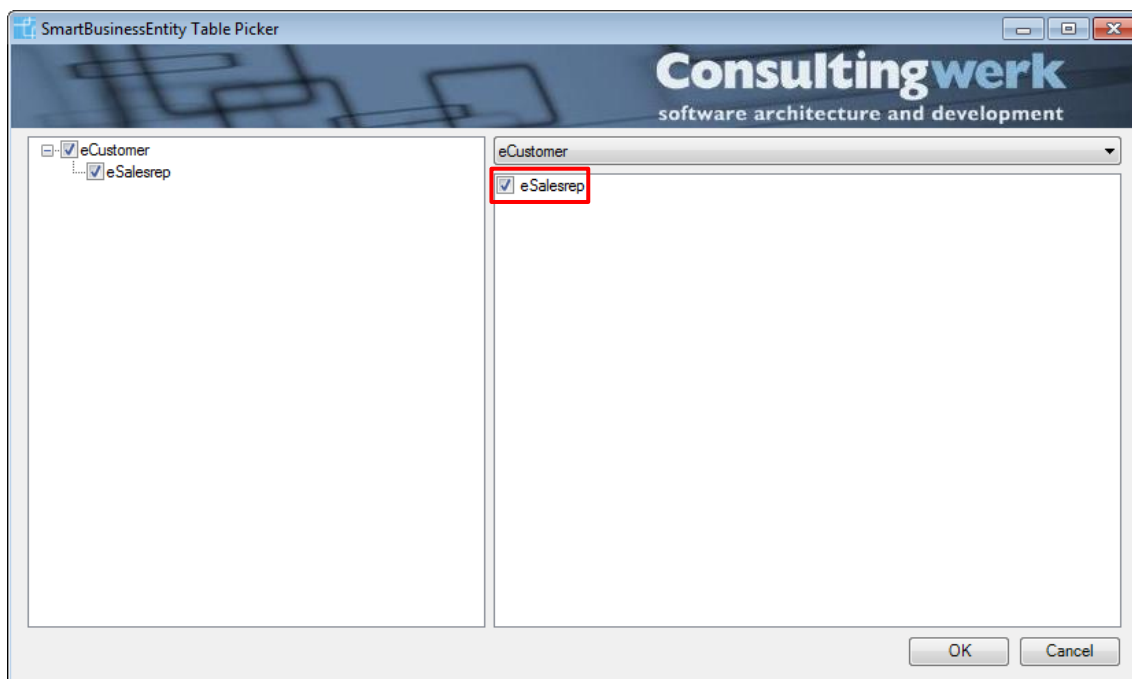 SmartBusinessEntity Table Picker
Consultingwerk
software architecture and development
eCustomer
eSalesrep
eCustomer
eSalesrep
OK Cancel